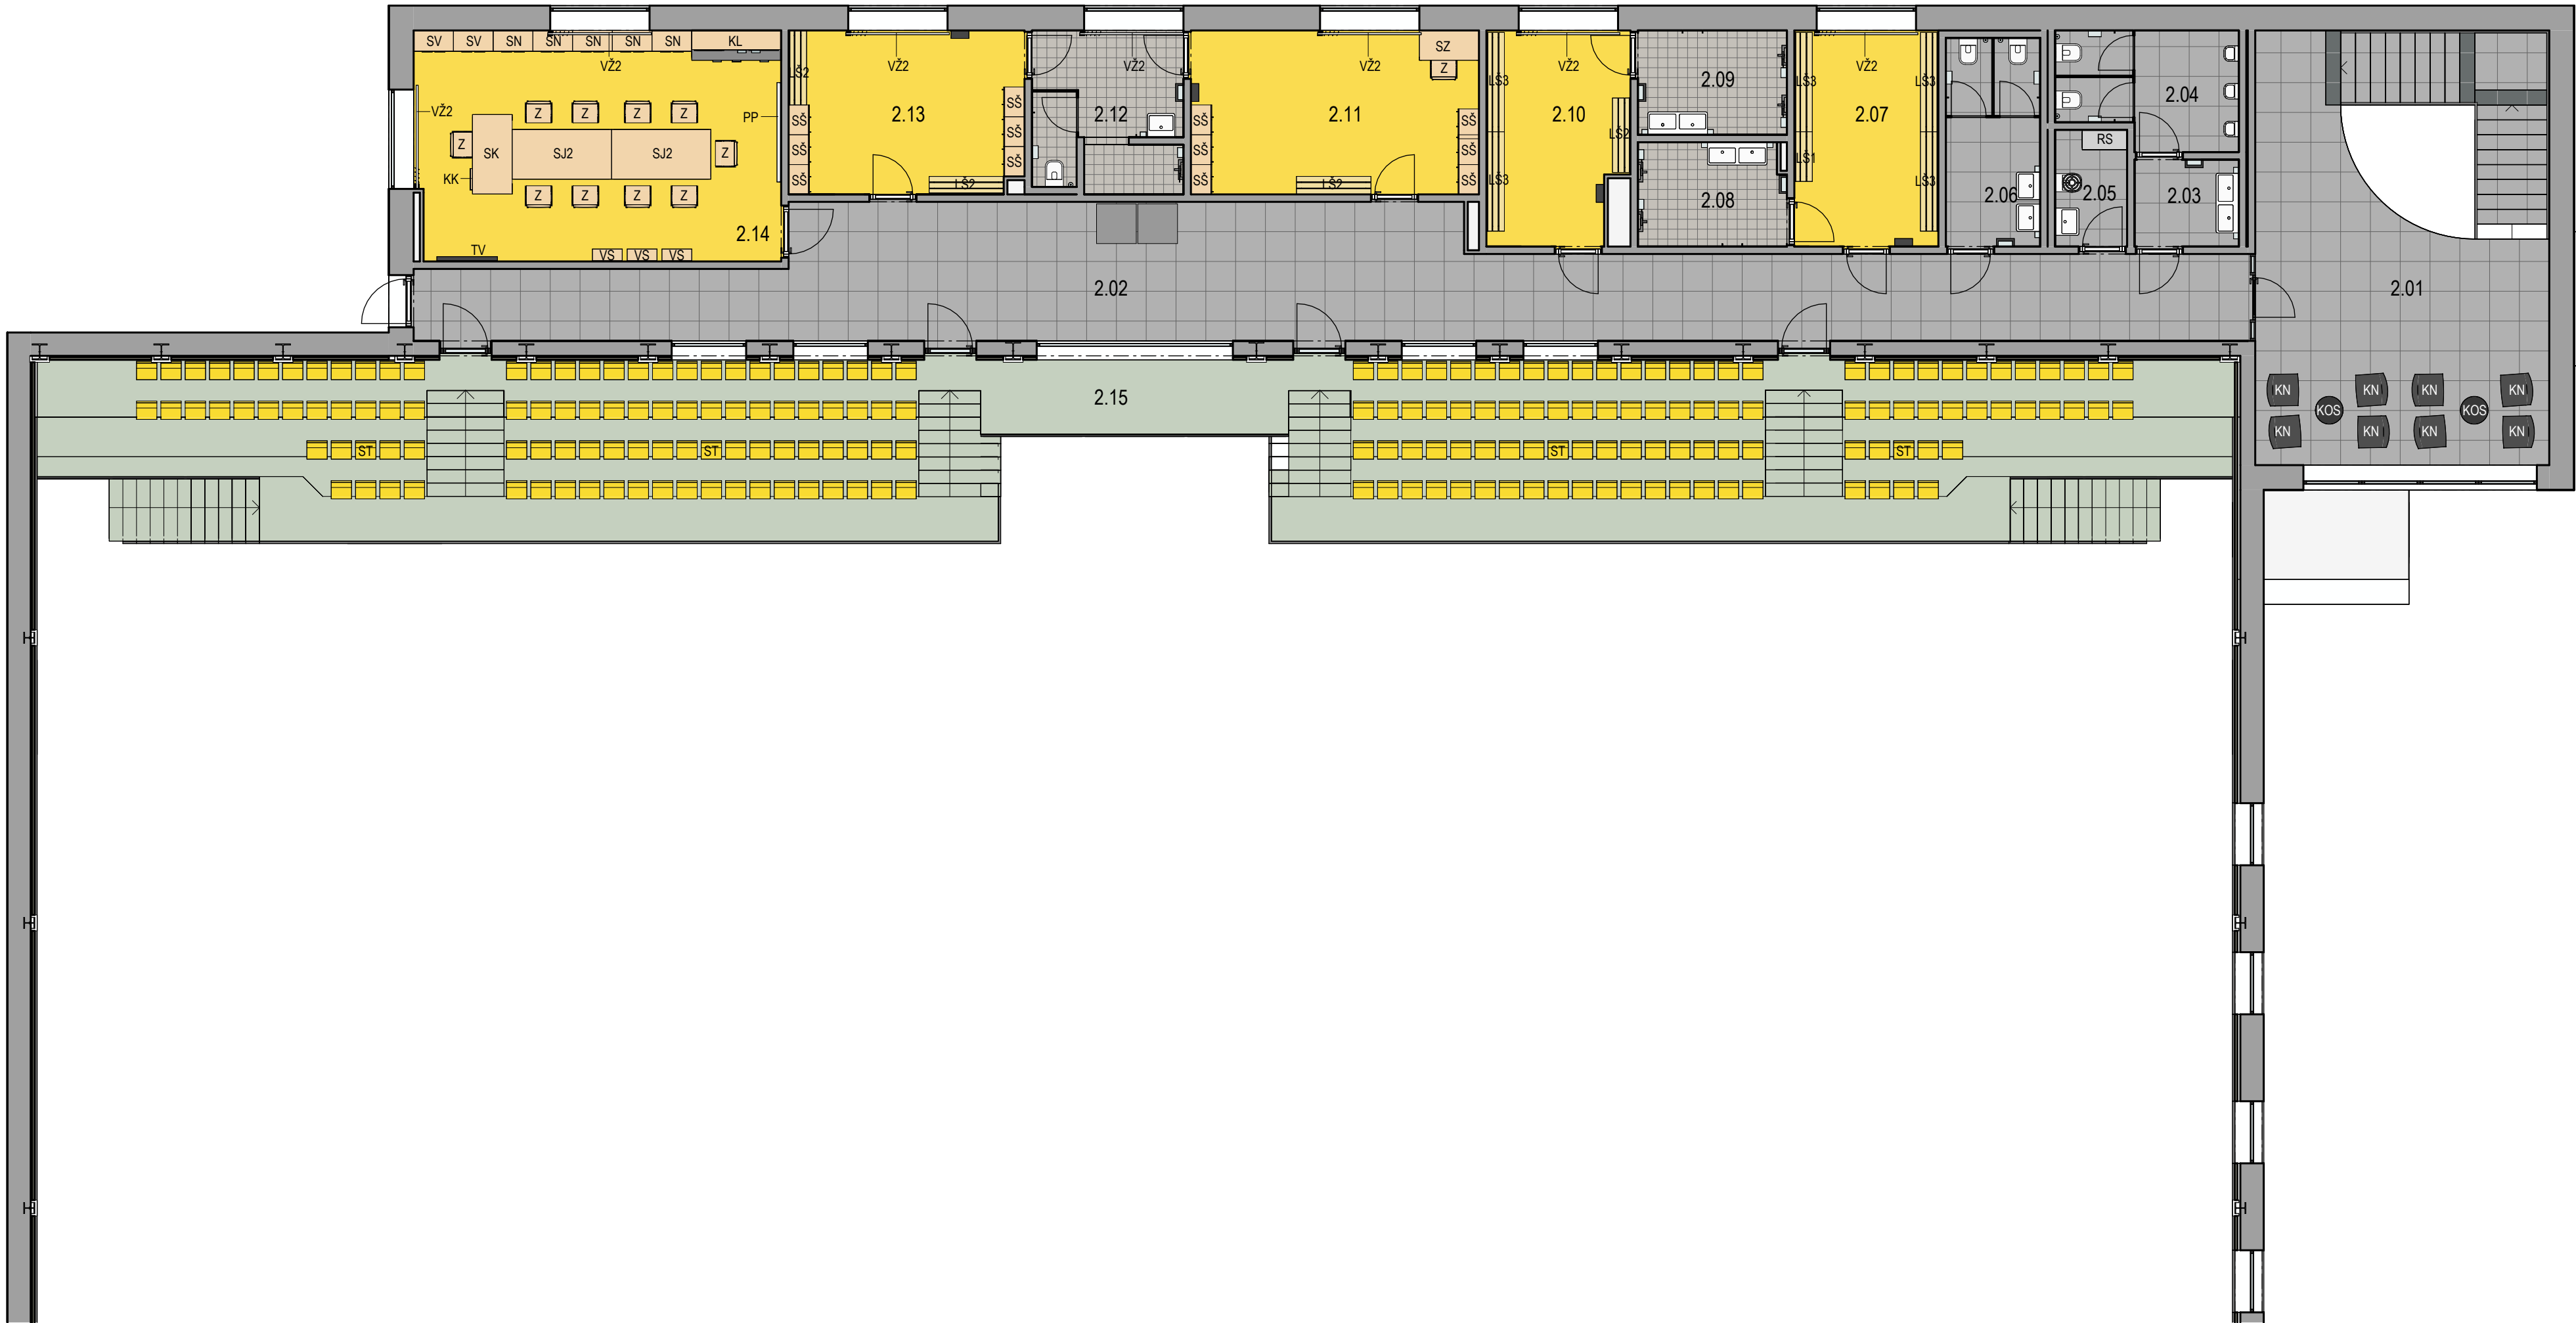 SV SV SN SN SN SN SN KL
VŽ2
VŽ2
Z Z Z Z
PP
Z SK SJ2 SJ2 Z
KK
Z Z Z Z
2.14
TV
VS VS VS
LŠ2 VŽ2
2.13
SŠ SŠ
SŠ SŠ
SŠ SŠ
LŠ2
VŽ2
2.12
VŽ2 SZ
Z
2.11
SŠ SŠ
SŠ SŠ
SŠ SŠ
LŠ2
LŠ3 VŽ2
2.10
LŠ2
LŠ3
2.09
2.08
LŠ3 VŽ2 LŠ3
2.07
LŠ1
LŠ3
2.06
2.04
RS
2.05
2.03
2.02
2.01
KN KN KN KN
KOS KOS
KN KN KN KN
2.15
ST ST ST ST